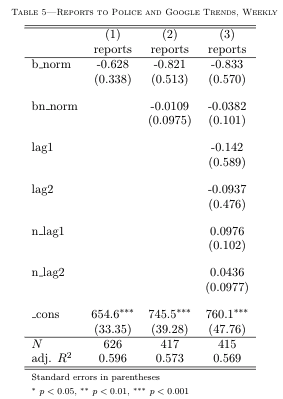 Table 5—Reports to Police and Google Trends, Weekly
(1) (2) (3)
reports reports reports
b_norm -0.628 -0.821 -0.833
(0.338) (0.513) (0.570)
bn_norm -0.0109 -0.0382
(0.0975) (0.101)
lag1 -0.142
(0.589)
lag2 -0.0937
(0.476)
n_lag1 0.0976
(0.102)
n_lag2 0.0436
(0.0977)
_cons 654.6*** 745.5*** 760.1***
(33.35) (39.28) (47.76)
N 626 417 415
adj. R² 0.596 0.573 0.569
Standard errors in parentheses
* p < 0.05, ** p < 0.01, *** p < 0.001